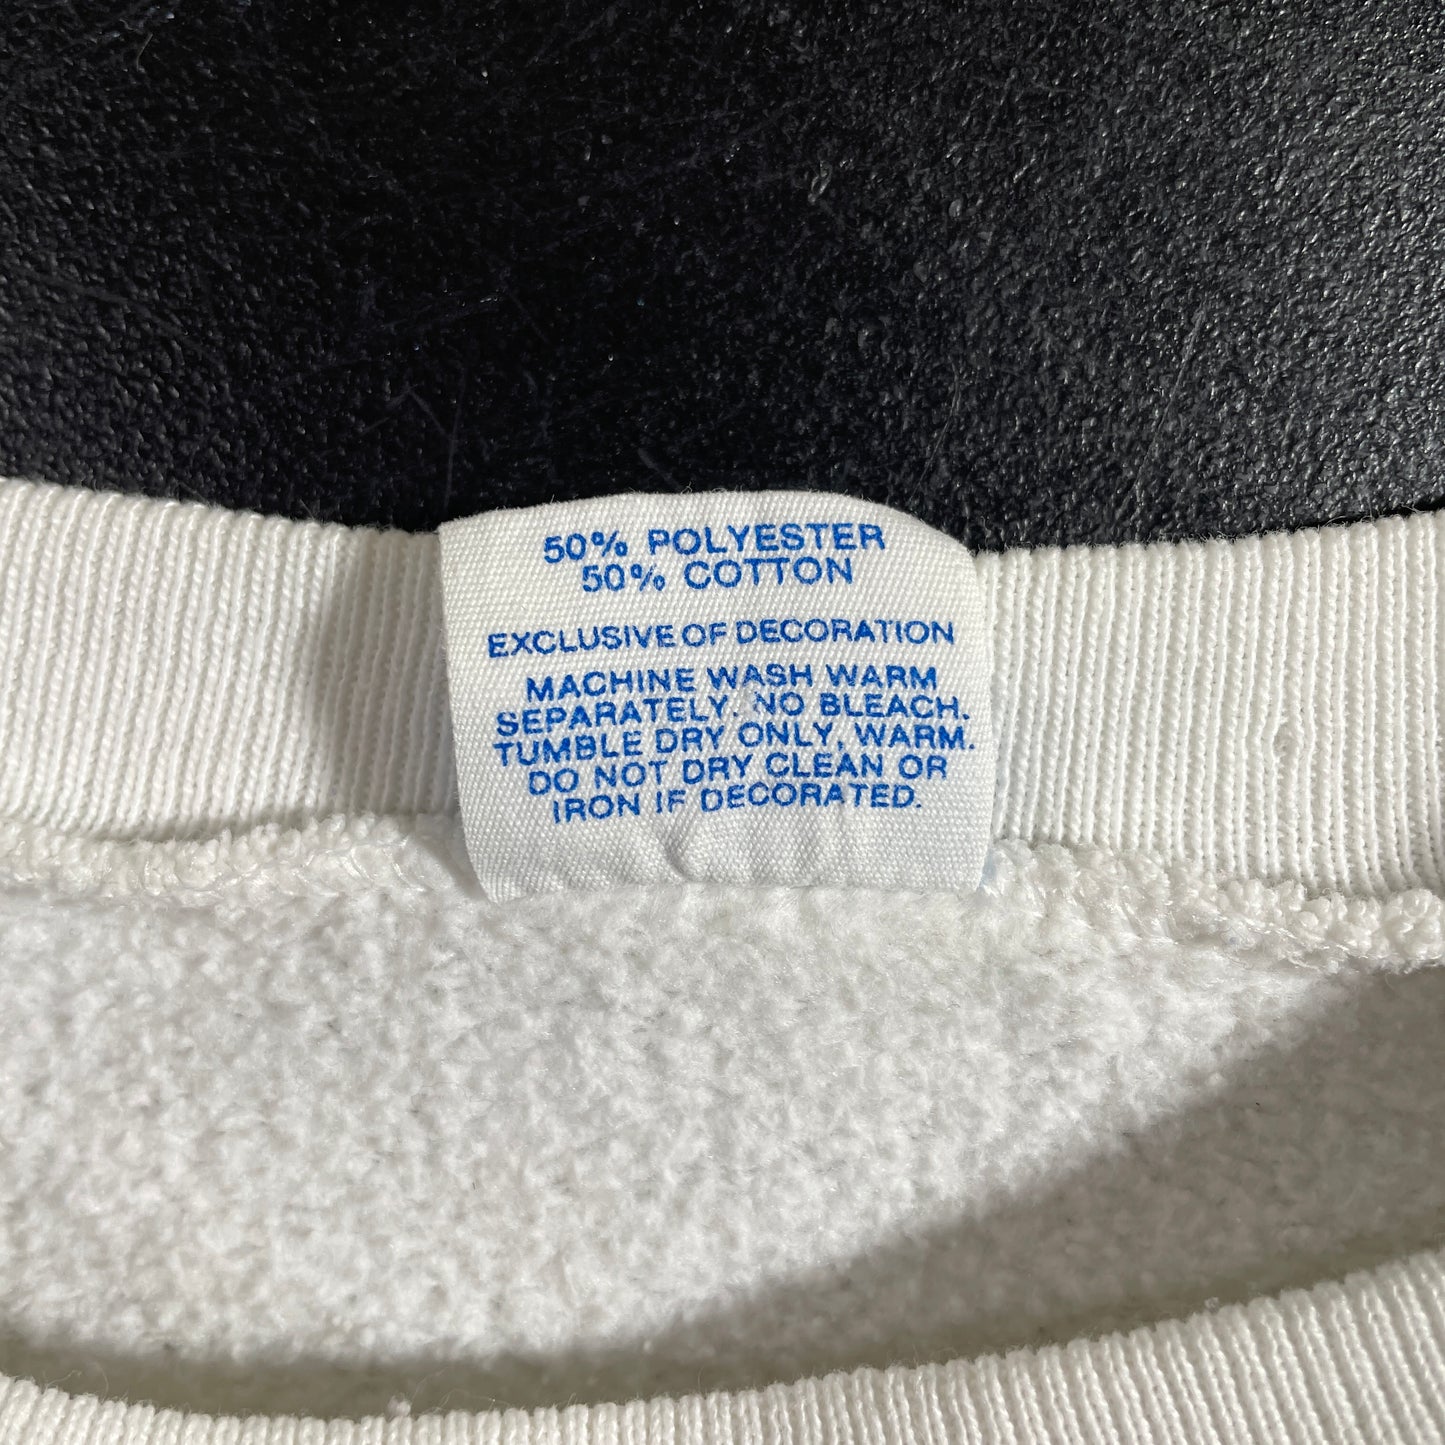 50% POLYESTER
50% COTTON
EXCLUSIVE OF DECORATION
MACHINE WASH WARM
SEPARATELY. NO BLEACH.
TUMBLE DRY ONLY, WARM.
DO NOT DRY CLEAN OR
IRON IF DECORATED.